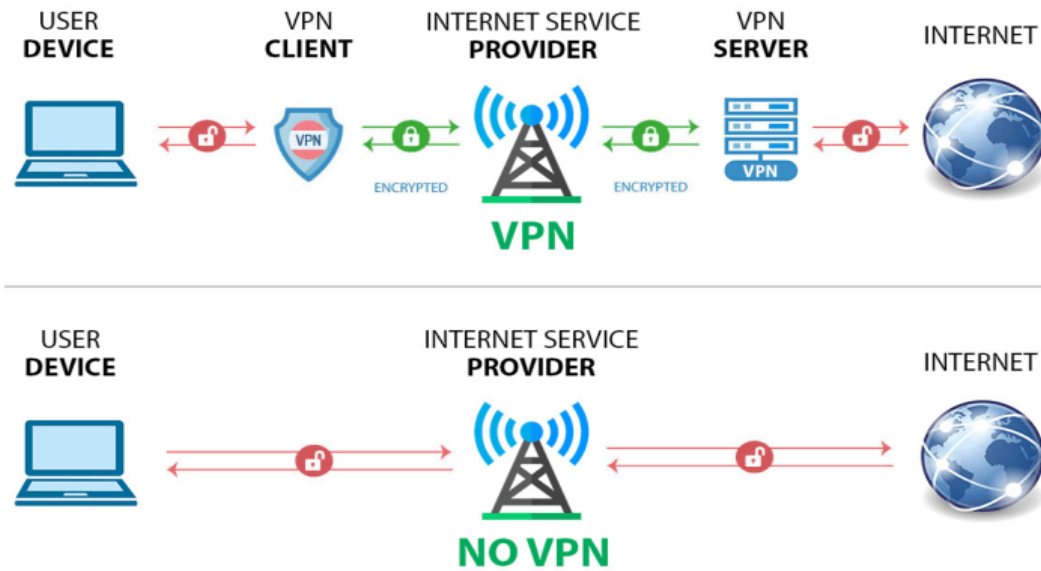 USER
DEVICE
VPN
CLIENT
INTERNET SERVICE
PROVIDER
VPN
SERVER
INTERNET
VPN
VPN
ENCRYPTED
ENCRYPTED
VPN
USER
DEVICE
INTERNET SERVICE
PROVIDER
INTERNET
NO VPN